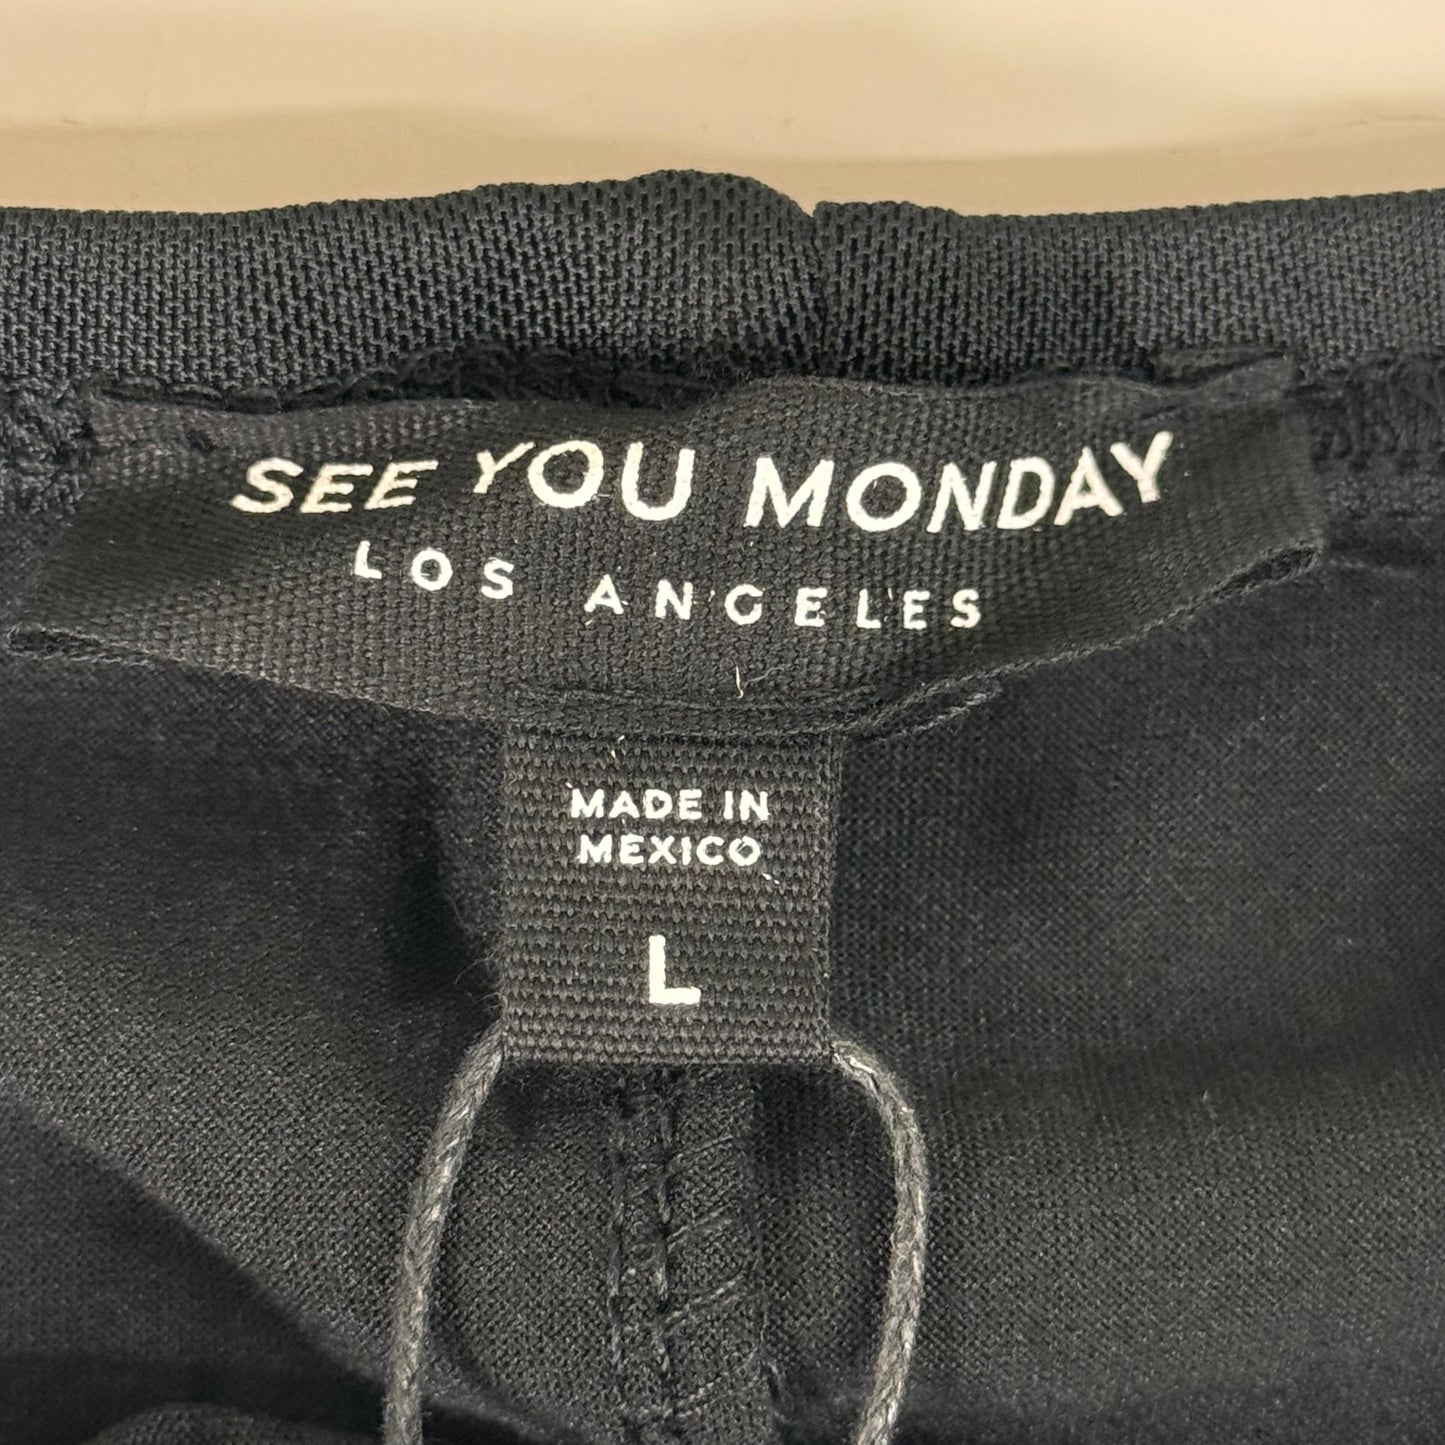 SEE YOU MONDAY
LOS ANGELES
MADE IN
MEXICO
L